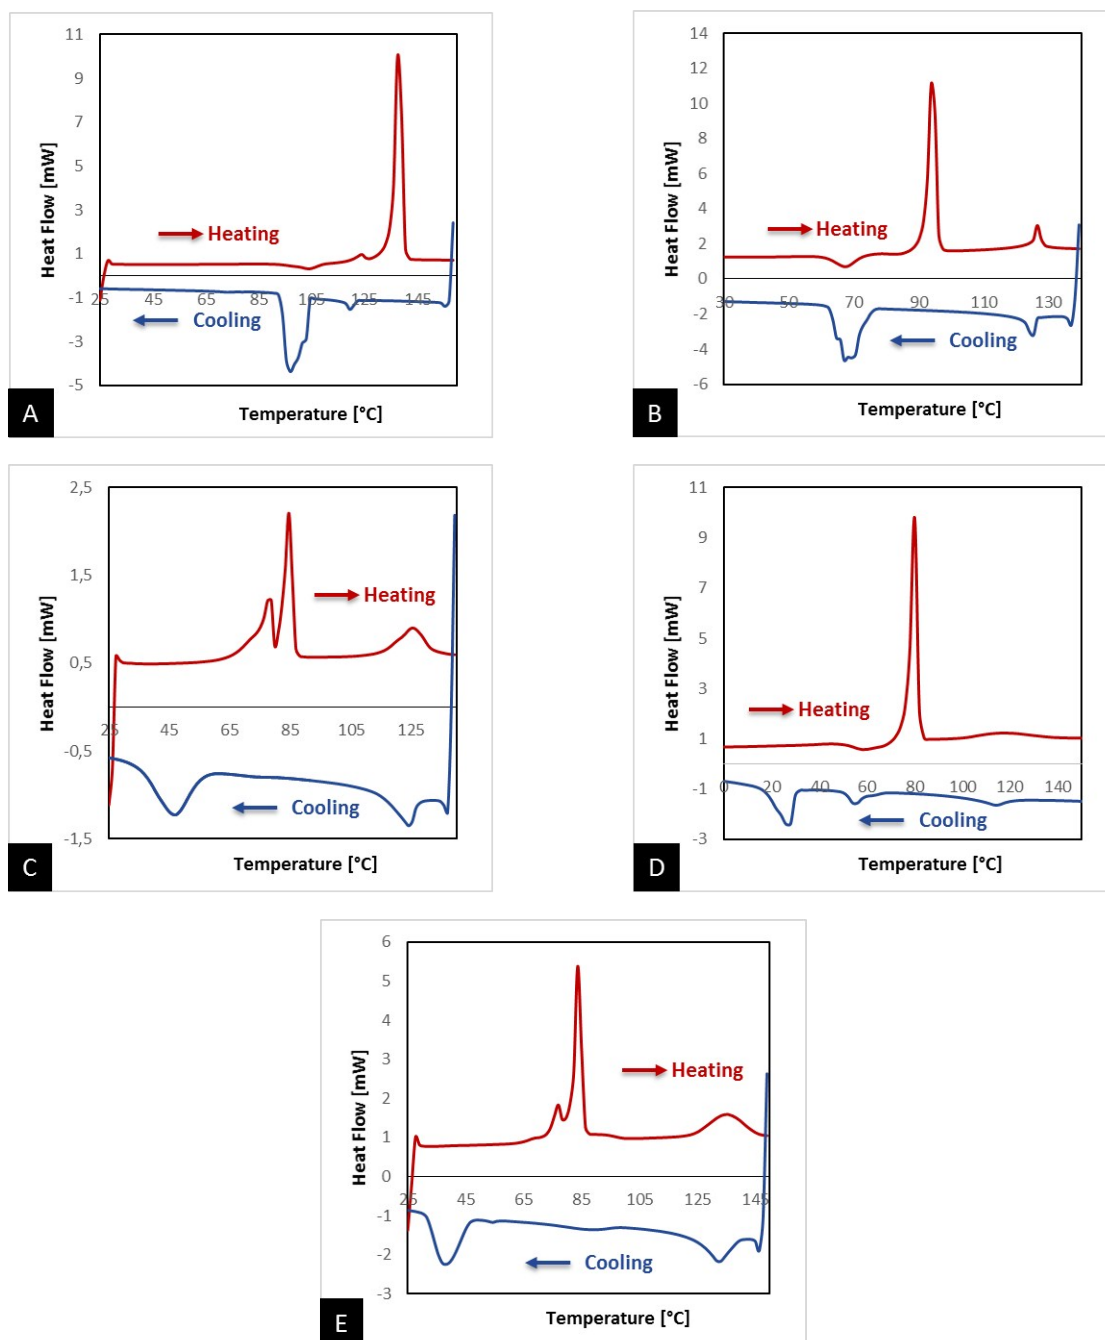 11
9
7
5
3
1
-1
-3
-5
25 45 65 85 105 125 145
Heat Flow [mW]
Heating
Cooling
Temperature [°C]
A
14
12
10
8
6
4
2
0
-2
-4
-6
30 50 70 90 110 130
Heat Flow [mW]
Heating
Cooling
Temperature [°C]
B
2,5
1,5
0,5
-0,5
-1,5
25 45 65 85 105 125
Heat Flow [mW]
Heating
Cooling
Temperature [°C]
C
11
9
7
5
3
1
-1
-3
0 20 40 60 80 100 120 140
Heat Flow [mW]
Heating
Cooling
Temperature [°C]
D
6
5
4
3
2
1
0
-1
-2
-3
25 45 65 85 105 125 145
Heat Flow [mW]
Heating
Cooling
Temperature [°C]
E